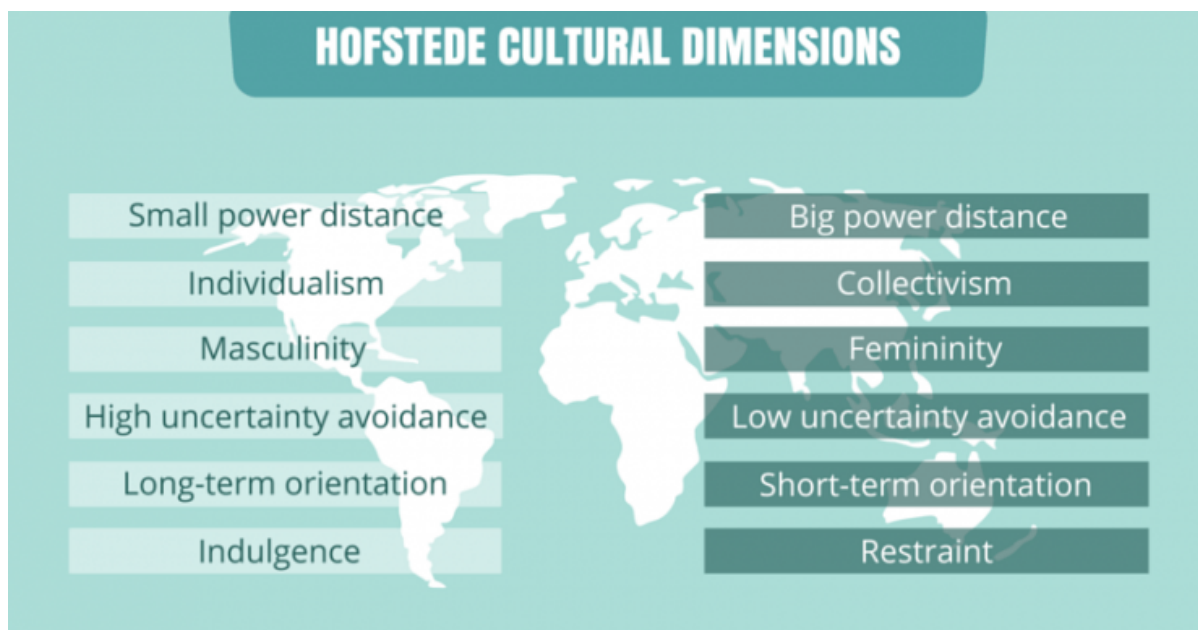 HOFSTEDE CULTURAL DIMENSIONS
Small power distance
Big power distance
Individualism
Collectivism
Masculinity
Femininity
High uncertainty avoidance
Low uncertainty avoidance
Long-term orientation
Short-term orientation
Indulgence
Restraint